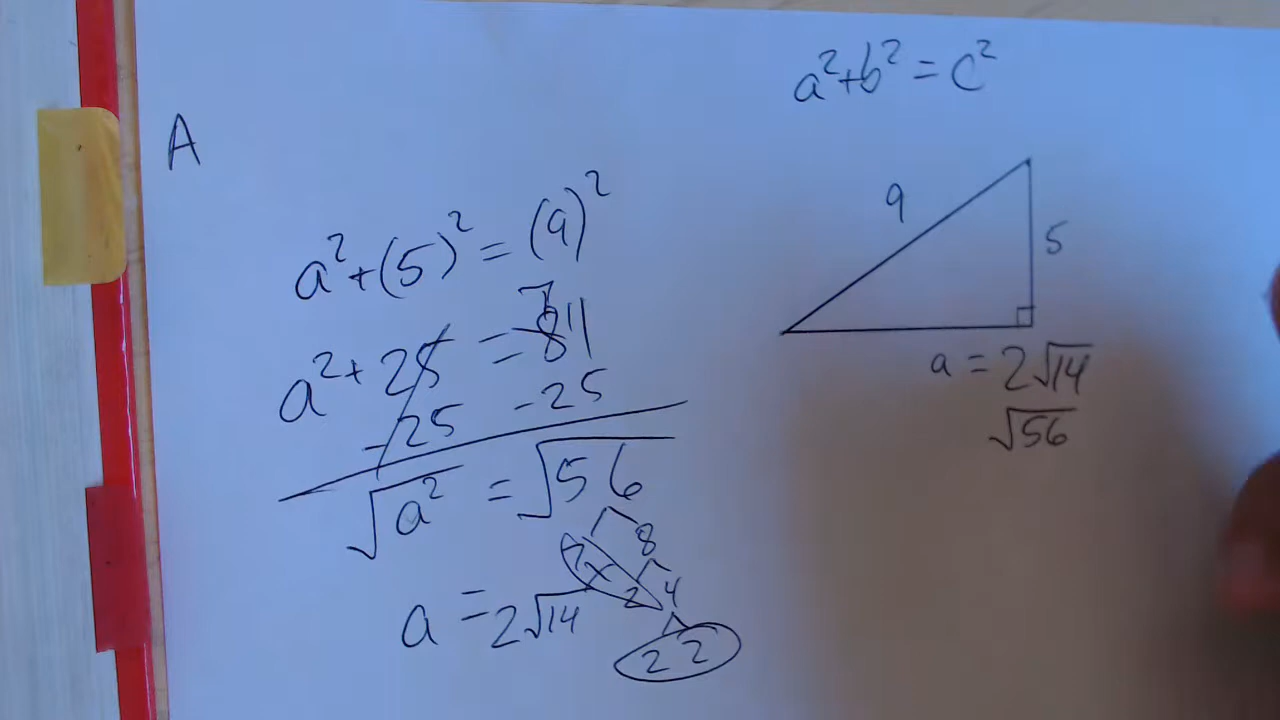 a²+b²=c²
A
a²+(5)²=(9)²
7
a²+25=81
-25 -25
√a² = √56
7 8
2 4
2 2
a=2√14
9
5
a = 2√14
√56